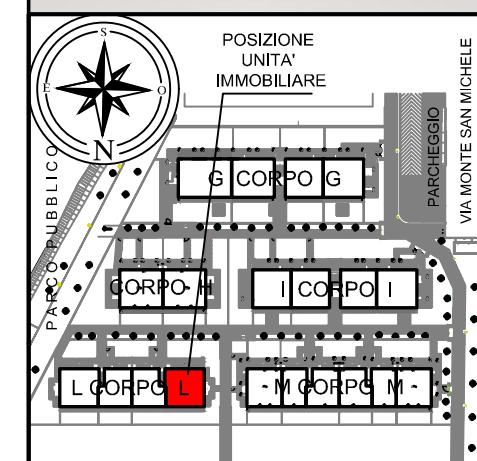 S
E
O
N
POSIZIONE
UNITA'
IMMOBILIARE
PARCO PUBBLICO
PARCHEGGIO
VIA MONTE SAN MICHELE
G CORPO G
CORPO H
I CORPO I
L CORPO L
M CORPO M